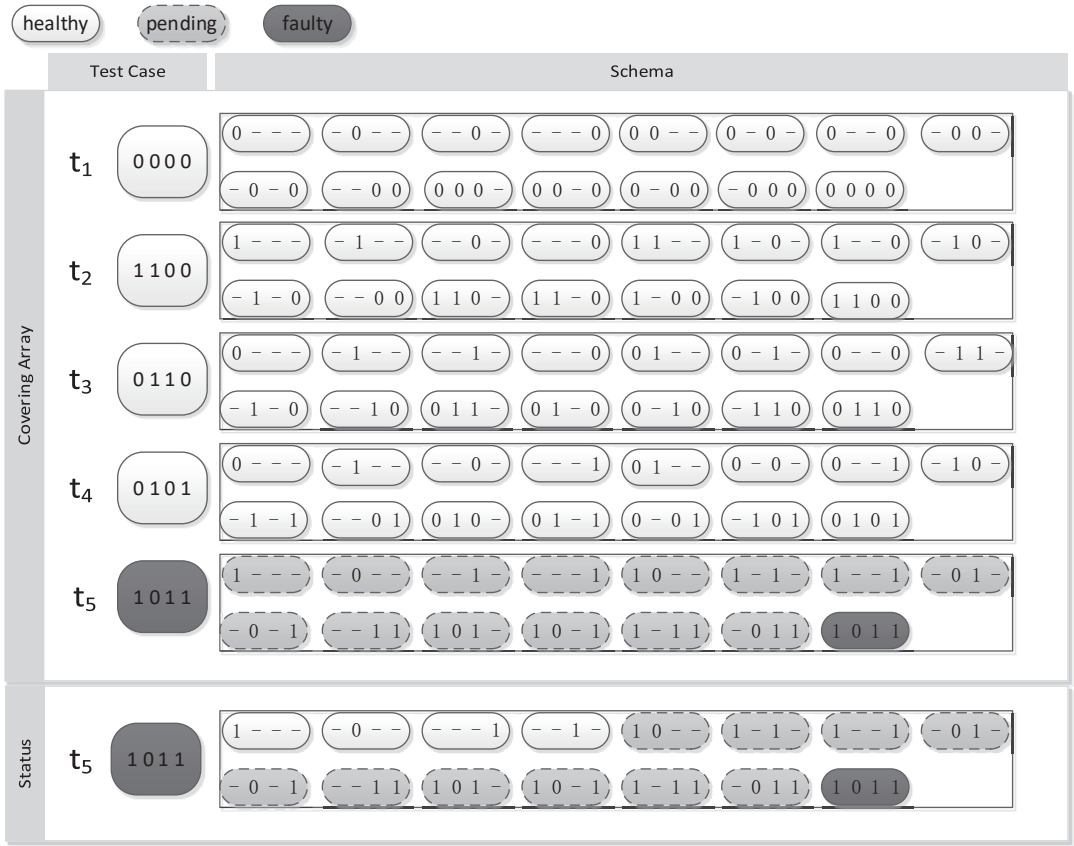 healthy pending faulty
Test Case Schema
Covering Array
t1 0000 0 - - - - 0 - - - - 0 - - - - 0 0 0 - - 0 - 0 - 0 - - 0 - 0 0 -
- 0 - 0 - - 0 0 0 0 0 - 0 0 - 0 0 - 0 0 - 0 0 0 0 0 0 0
t2 1100 1 - - - - 1 - - - - 0 - - - - 0 1 1 - - 1 - 0 - 1 - - 0 - 1 0 -
- 1 - 0 - - 0 0 1 1 0 - 1 1 - 0 1 - 0 0 - 1 0 0 1 1 0 0
t3 0110 0 - - - - 1 - - - - 1 - - - - 0 0 1 - - 0 - 1 - 0 - - 0 - 1 1 -
- 1 - 0 - - 1 0 0 1 1 - 0 1 - 0 0 - 1 0 - 1 1 0 0 1 1 0
t4 0101 0 - - - - 1 - - - - 0 - - - - 1 0 1 - - 0 - 0 - 0 - - 1 - 1 0 -
- 1 - 1 - - 0 1 0 1 0 - 0 1 - 1 0 - 0 1 - 1 0 1 0 1 0 1
t5 1011 1 - - - - 0 - - - - 1 - - - - 1 1 0 - - 1 - 1 - 1 - - 1 - 0 1 -
- 0 - 1 - - 1 1 1 0 1 - 1 0 - 1 1 - 1 1 - 0 1 1 1 0 1 1
Status
t5 1011 1 - - - - 0 - - - - - 1 - - 1 - 1 0 - - 1 - 1 - 1 - - 1 - 0 1 -
- 0 - 1 - - 1 1 1 0 1 - 1 0 - 1 1 - 1 1 - 0 1 1 1 0 1 1